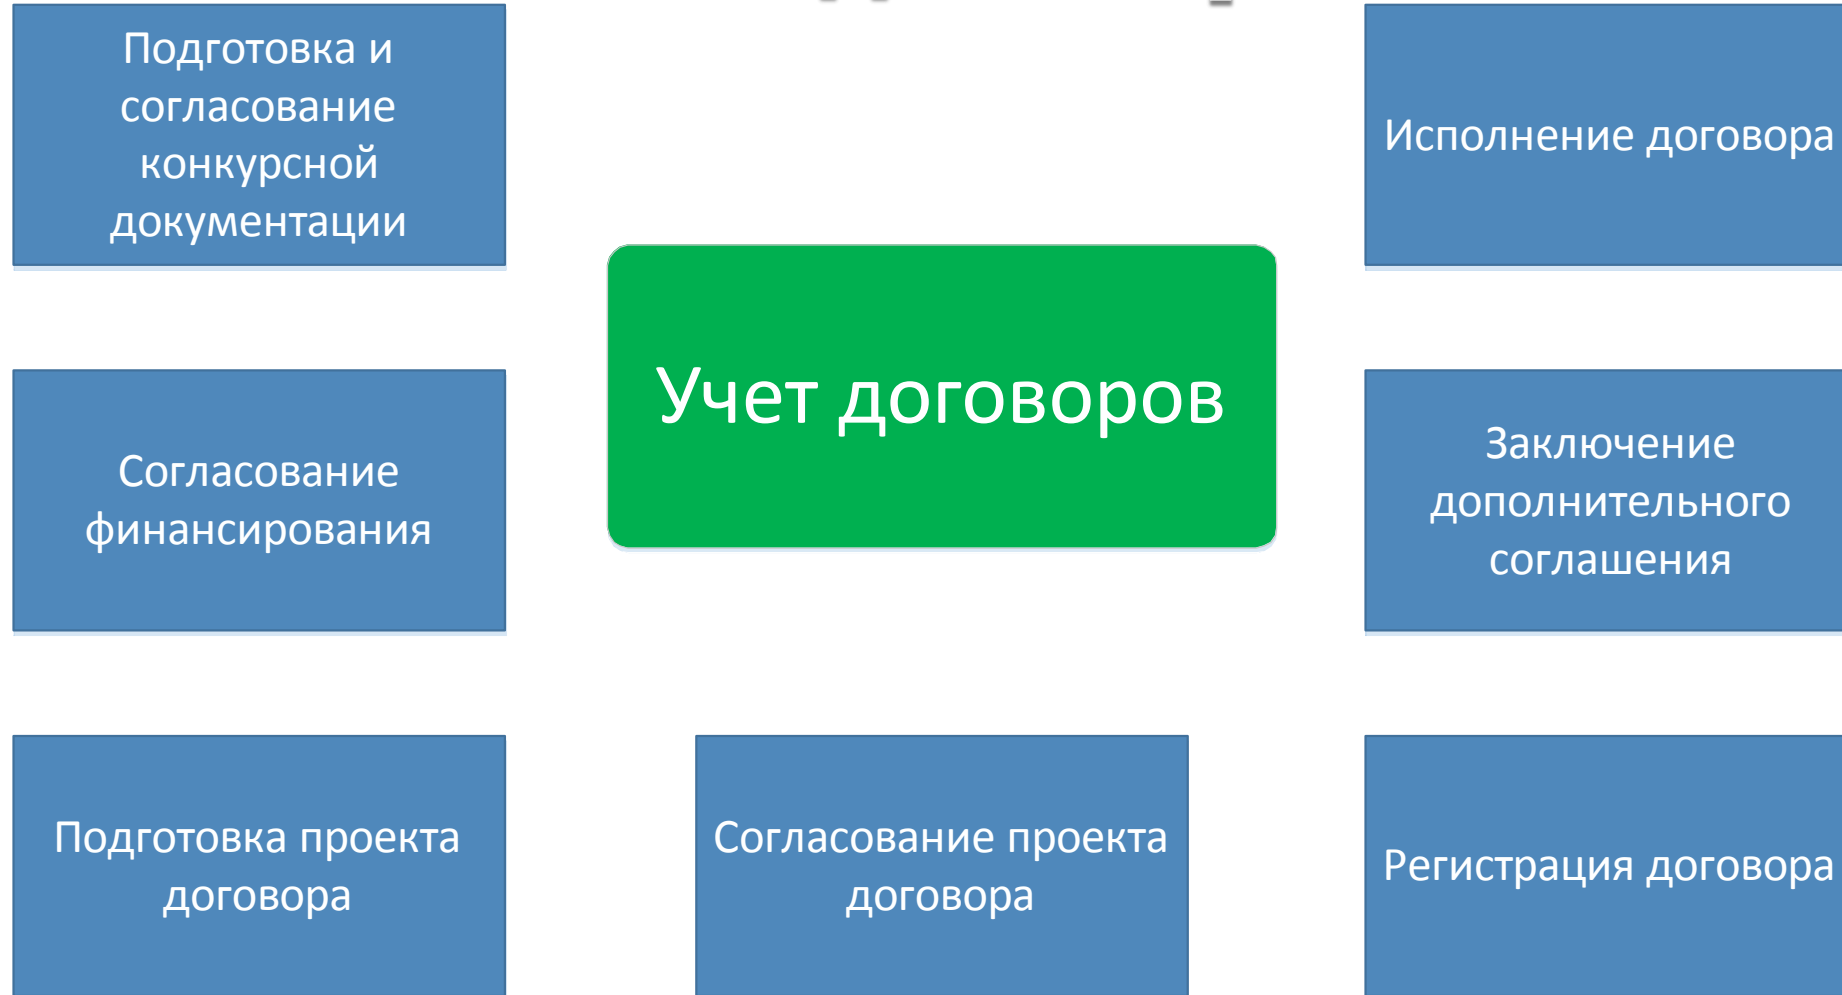 Подготовка и
согласование
конкурсной
документации
Исполнение договора
Учет договоров
Согласование
финансирования
Заключение
дополнительного
соглашения
Подготовка проекта
договора
Согласование проекта
договора
Регистрация договора